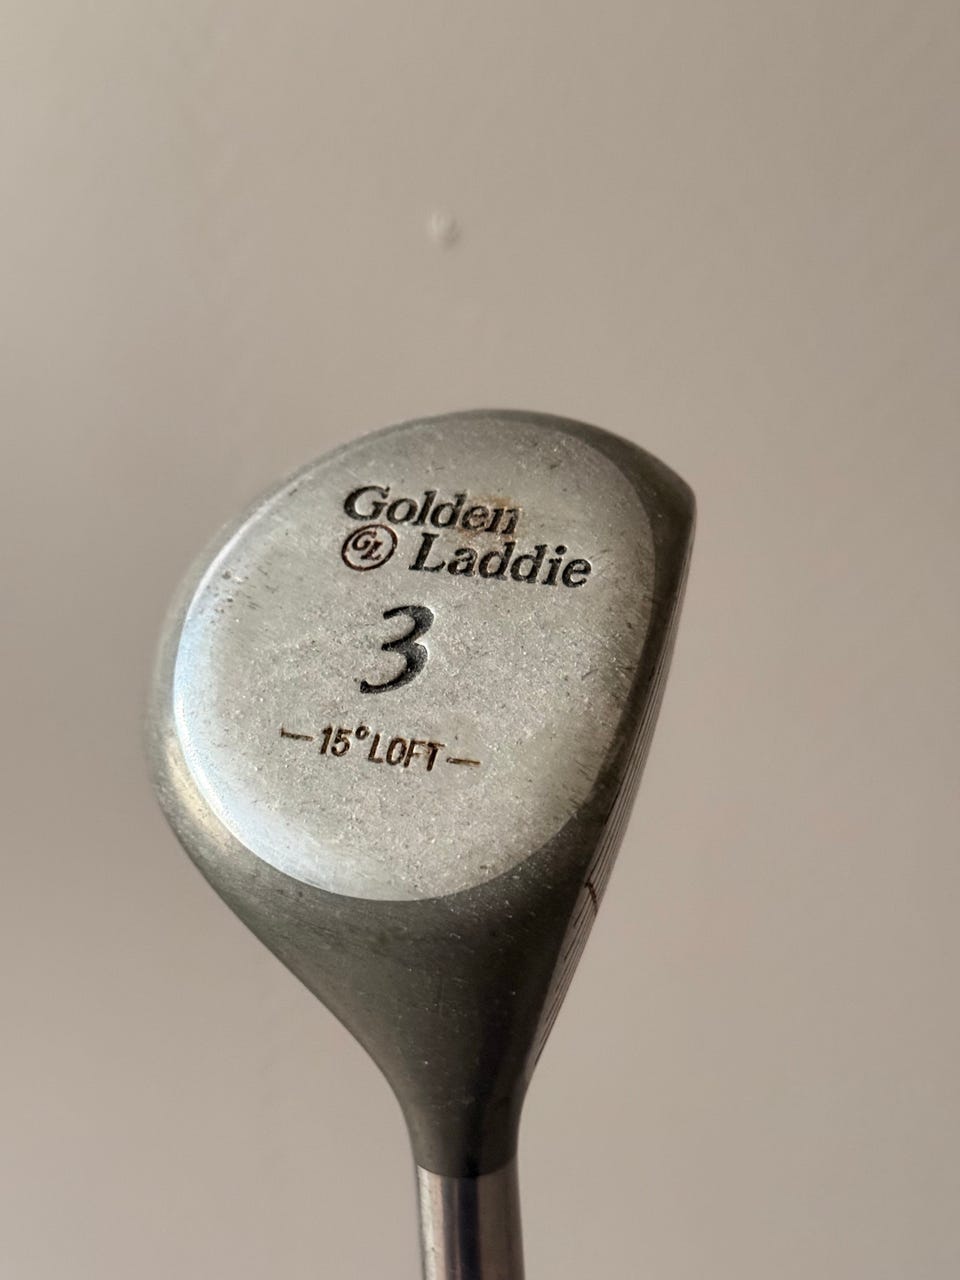 Golden
GL Laddie
3
—15° LOFT—